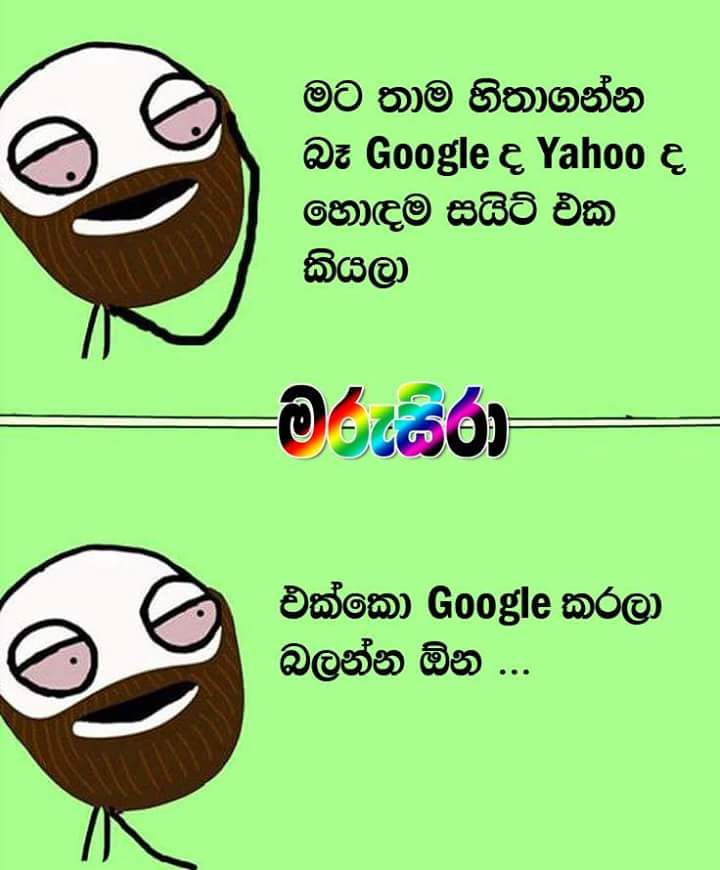 මට තාම හිතාගන්න
බෑ Google ද Yahoo ද
හොඳම සයිට් එක
කියලා
මරුසිරා
එක්කො Google කරලා
බලන්න ඕන ...